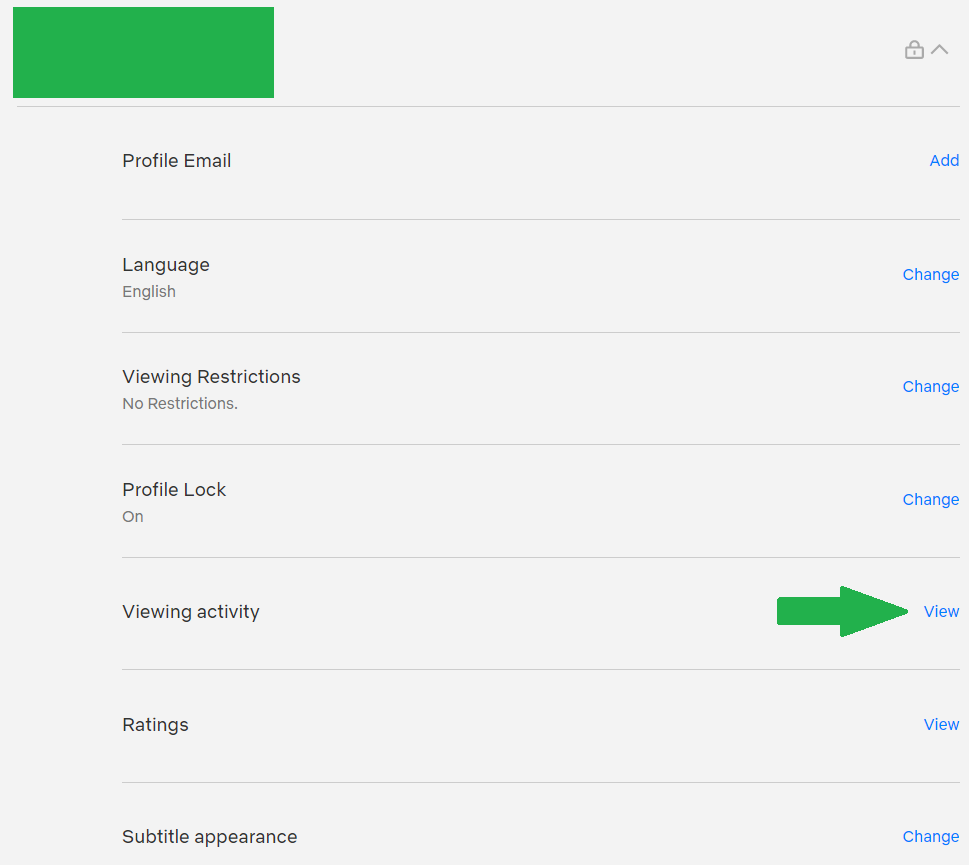 Profile Email
Add
Language
English
Change
Viewing Restrictions
No Restrictions.
Change
Profile Lock
On
Change
Viewing activity
View
Ratings
View
Subtitle appearance
Change